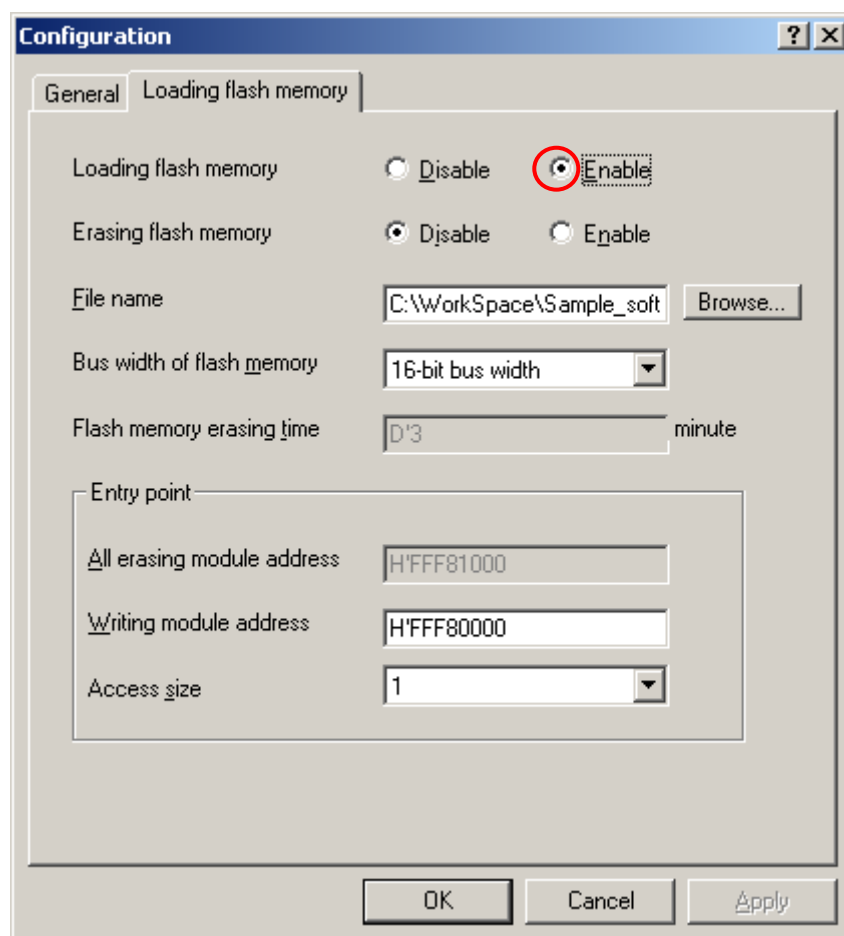 Configuration
General Loading flash memory
Loading flash memory Disable Enable
Erasing flash memory Disable Enable
File name C:\WorkSpace\Sample_soft Browse...
Bus width of flash memory 16-bit bus width
Flash memory erasing time D'3 minute
Entry point
All erasing module address H'FFF81000
Writing module address H'FFF80000
Access size 1
OK Cancel Apply